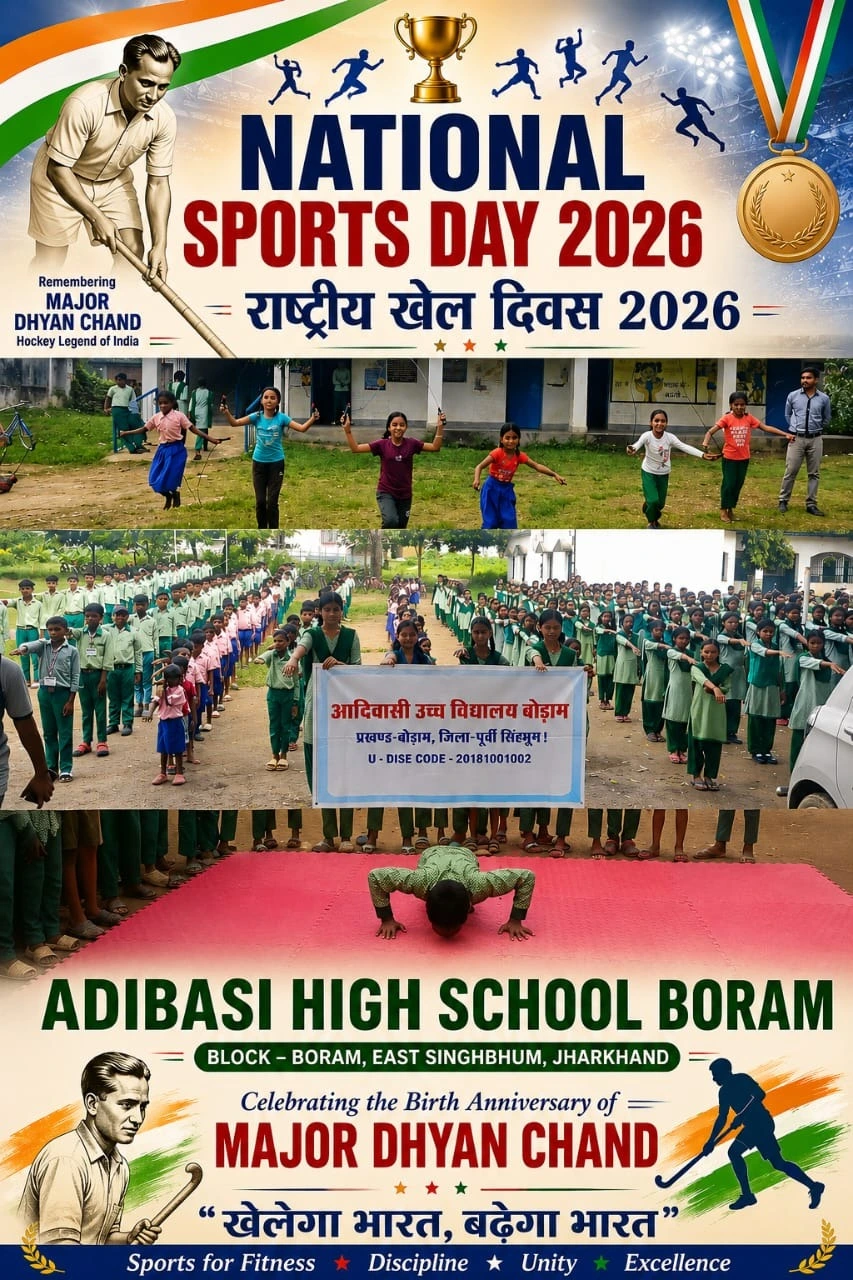 NATIONAL
SPORTS DAY 2026
राष्ट्रीय खेल दिवस 2026
Remembering
MAJOR
DHYAN CHAND
Hockey Legend of India
आदिवासी उच्च विद्यालय बोड़ाम
प्रखण्ड-बोड़ाम, जिला-पूर्वी सिंहभूम !
U - DISE CODE - 20181001002
ADIBASI HIGH SCHOOL BORAM
BLOCK – BORAM, EAST SINGHBHUM, JHARKHAND
Celebrating the Birth Anniversary of
MAJOR DHYAN CHAND
“खेलेगा भारत, बढ़ेगा भारत”
Sports for Fitness ★ Discipline ★ Unity ★ Excellence